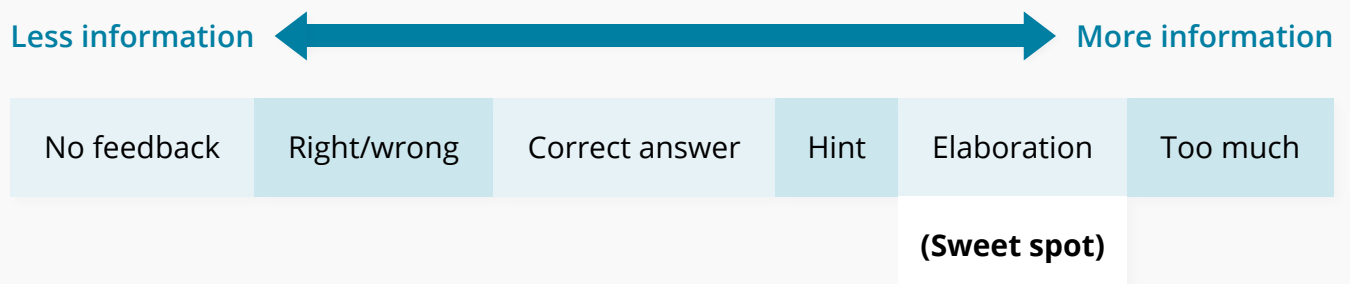 Less information More information
No feedback Right/wrong Correct answer Hint Elaboration Too much
(Sweet spot)